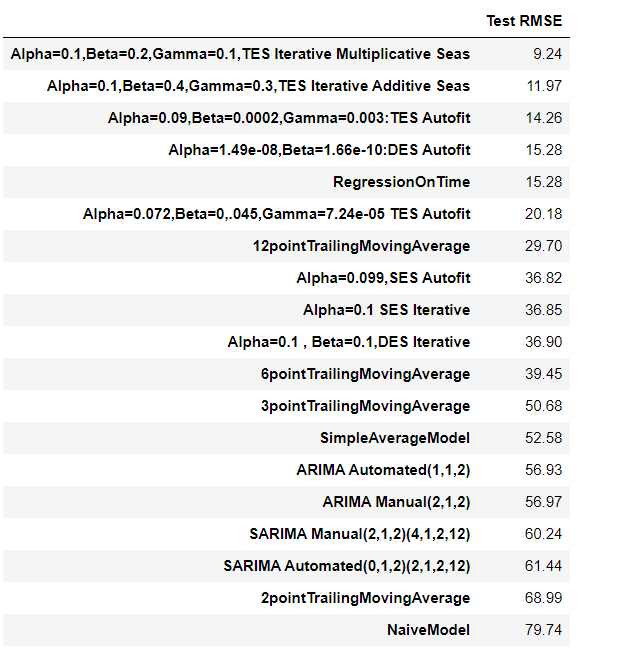 Test RMSE
Alpha=0.1,Beta=0.2,Gamma=0.1,TES Iterative Multiplicative Seas 9.24
Alpha=0.1,Beta=0.4,Gamma=0.3,TES Iterative Additive Seas 11.97
Alpha=0.09,Beta=0.0002,Gamma=0.003:TES Autofit 14.26
Alpha=1.49e-08,Beta=1.66e-10:DES Autofit 15.28
RegressionOnTime 15.28
Alpha=0.072,Beta=0,.045,Gamma=7.24e-05 TES Autofit 20.18
12pointTrailingMovingAverage 29.70
Alpha=0.099,SES Autofit 36.82
Alpha=0.1 SES Iterative 36.85
Alpha=0.1 , Beta=0.1,DES Iterative 36.90
6pointTrailingMovingAverage 39.45
3pointTrailingMovingAverage 50.68
SimpleAverageModel 52.58
ARIMA Automated(1,1,2) 56.93
ARIMA Manual(2,1,2) 56.97
SARIMA Manual(2,1,2)(4,1,2,12) 60.24
SARIMA Automated(0,1,2)(2,1,2,12) 61.44
2pointTrailingMovingAverage 68.99
NaiveModel 79.74